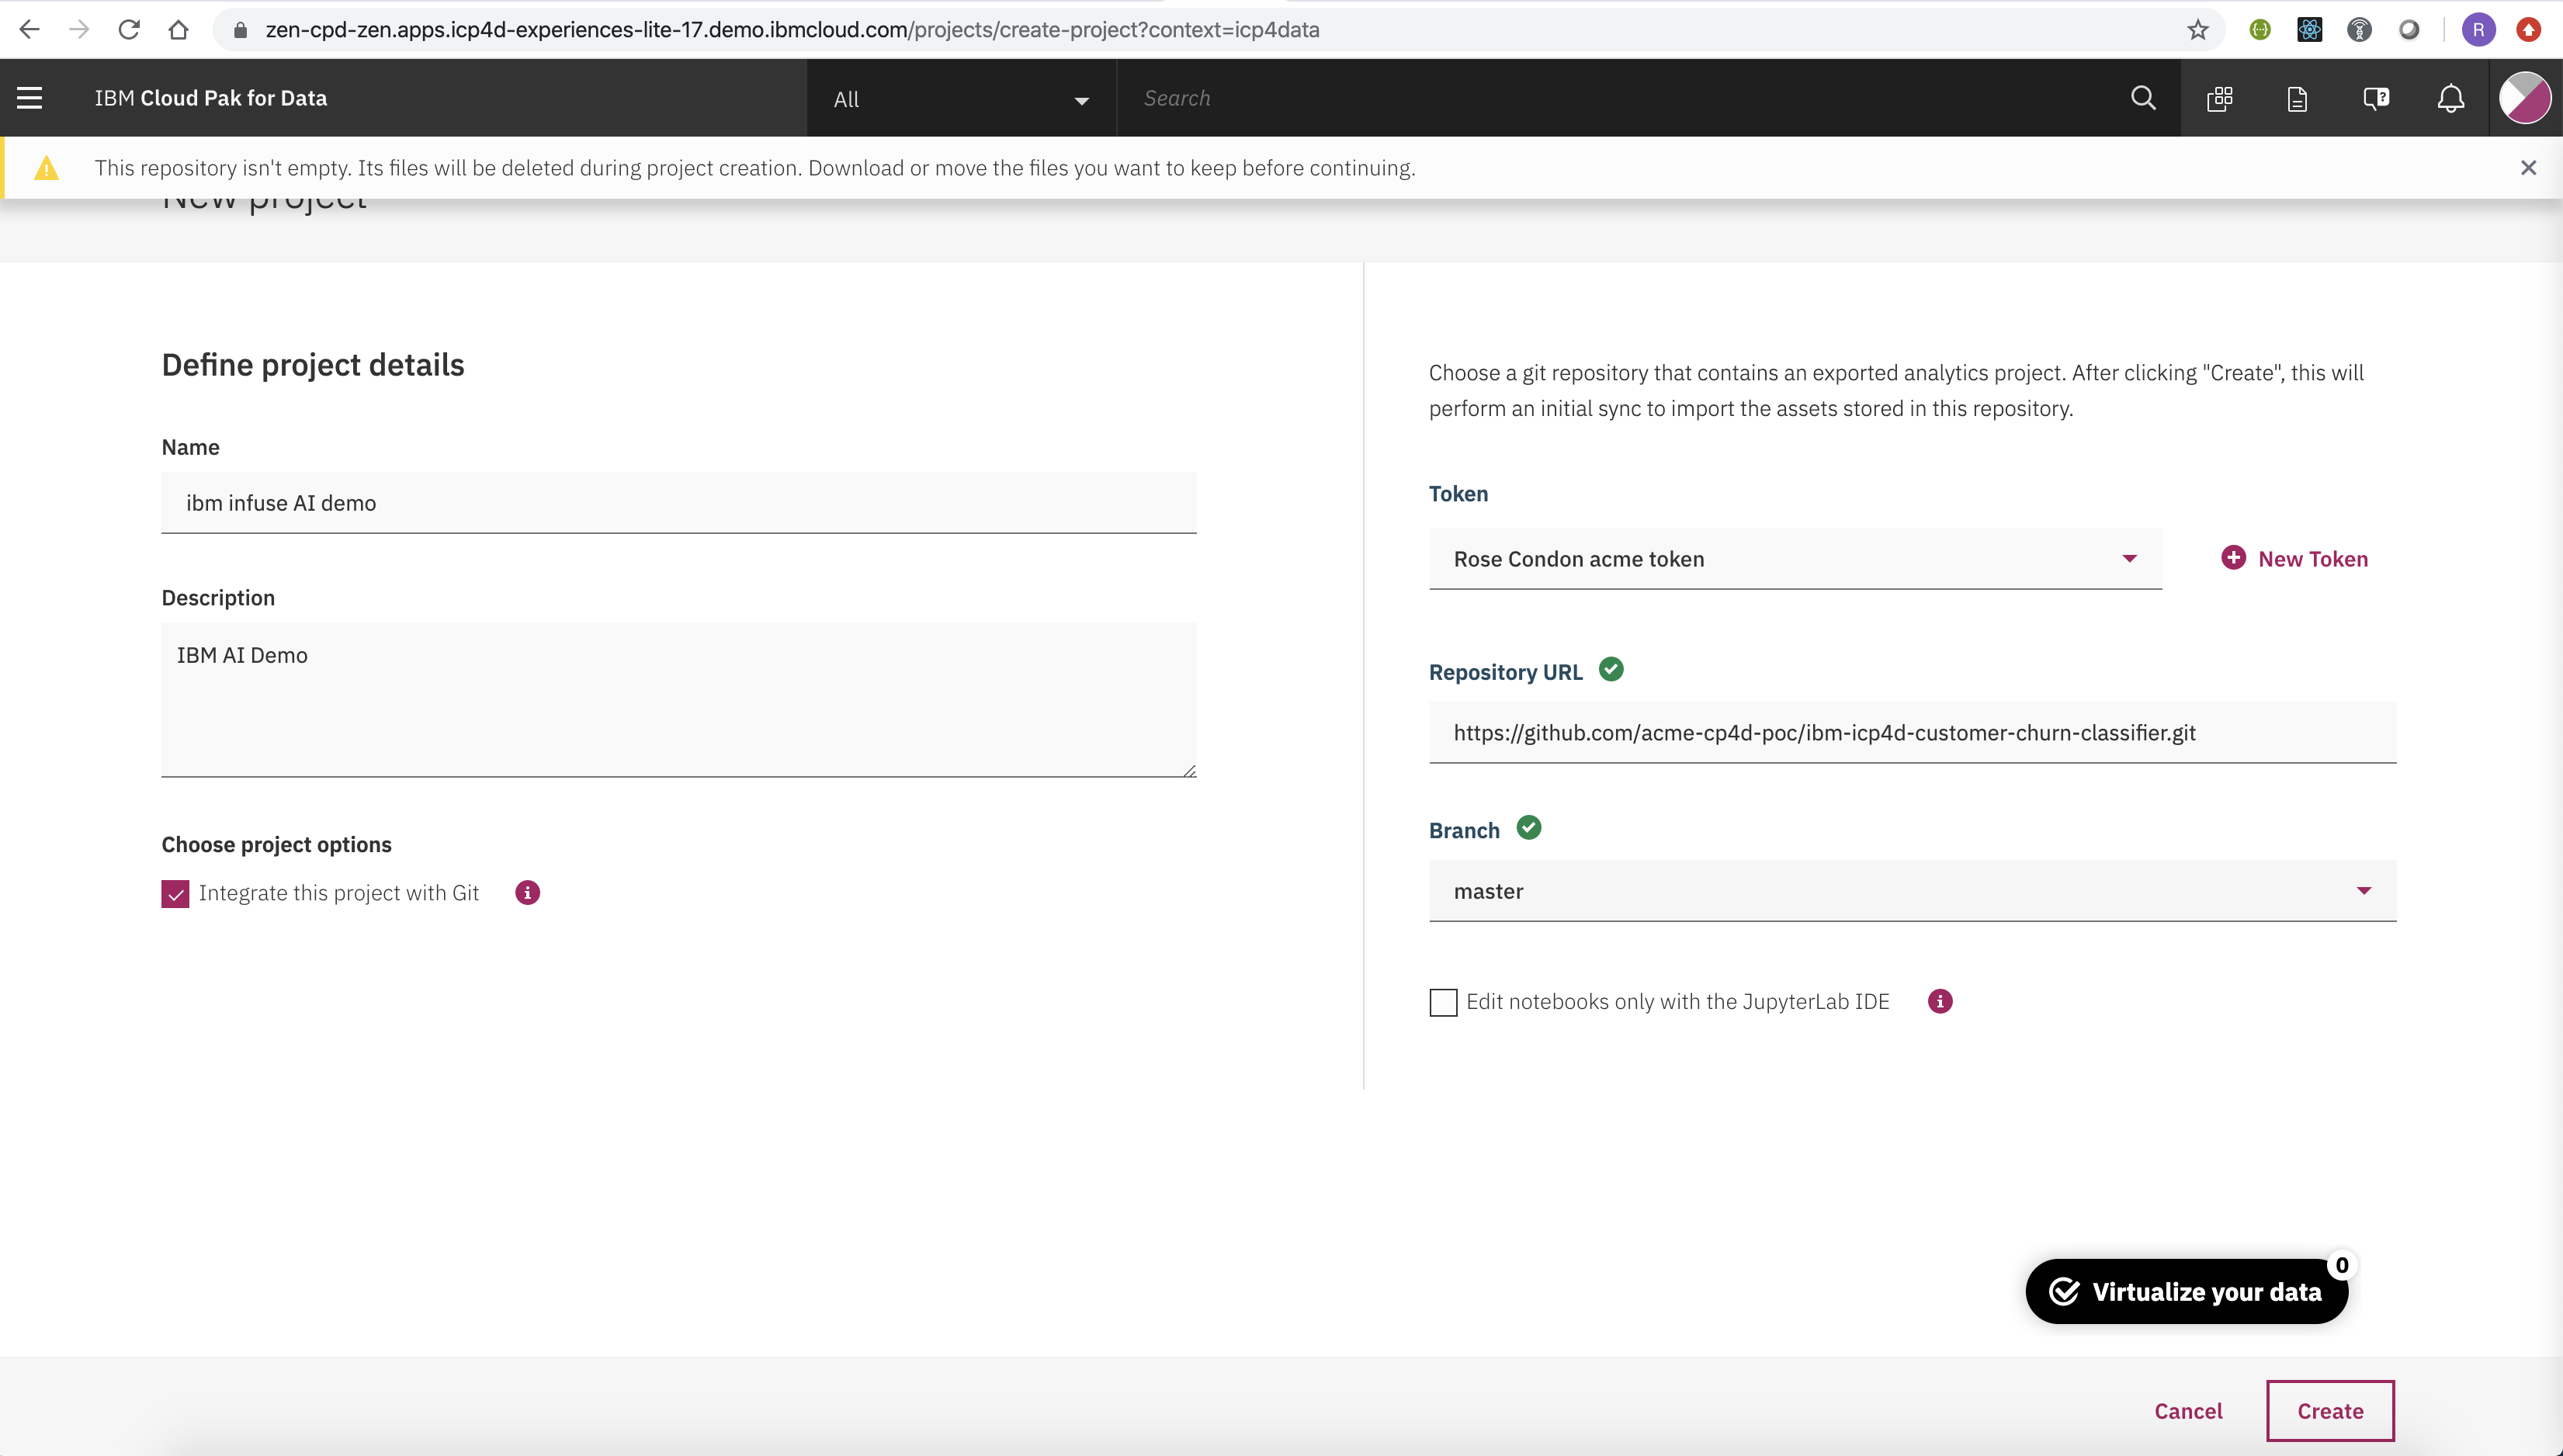 zen-cpd-zen.apps.icp4d-experiences-lite-17.demo.ibmcloud.com/projects/create-project?context=icp4data
R
IBM Cloud Pak for Data
All
Search
This repository isn't empty. Its files will be deleted during project creation. Download or move the files you want to keep before continuing.
New project
Define project details
Name
ibm infuse AI demo
Description
IBM AI Demo
Choose project options
Integrate this project with Git
Choose a git repository that contains an exported analytics project. After clicking "Create", this will
perform an initial sync to import the assets stored in this repository.
Token
Rose Condon acme token
New Token
Repository URL
https://github.com/acme-cp4d-poc/ibm-icp4d-customer-churn-classifier.git
Branch
master
Edit notebooks only with the JupyterLab IDE
0
Virtualize your data
Cancel
Create